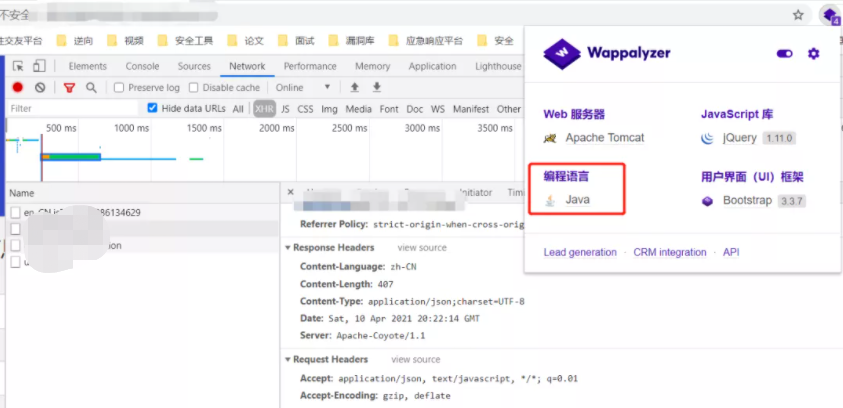 不安全
交友平台 逆向 视频 安全工具 论文 面试 漏洞库 应急响应平台 安全
Elements Console Sources Network Performance Memory Application Lighthouse
Preserve log Disable cache Online
Filter Hide data URLs All XHR JS CSS Img Media Font Doc WS Manifest Other
500 ms 1000 ms 1500 ms 2000 ms 2500 ms 3000 ms 3500 ms
Name
86134629
Initiator
Referrer Policy: strict-origin-when-cross-orig
Response Headers view source
Content-Language: zh-CN
Content-Length: 407
Content-Type: application/json;charset=UTF-8
Date: Sat, 10 Apr 2021 20:22:14 GMT
Server: Apache-Coyote/1.1
Request Headers view source
Accept: application/json, text/javascript, */*; q=0.01
Accept-Encoding: gzip, deflate
4
Wappalyzer
Web 服务器
Apache Tomcat
JavaScript 库
jQuery 1.11.0
编程语言
Java
用户界面（UI）框架
Bootstrap 3.3.7
Lead generation · CRM integration · API